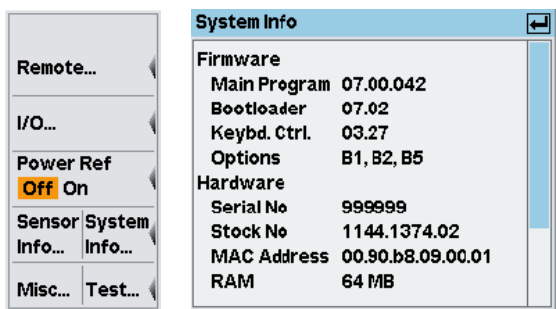 Remote...
I/O...
Power Ref
Off On
Sensor Info...
System Info...
Misc...
Test...
System Info
Firmware
Main Program 07.00.042
Bootloader 07.02
Keybd. Ctrl. 03.27
Options B1, B2, B5
Hardware
Serial No 999999
Stock No 1144.1374.02
MAC Address 00.90.b8.09.00.01
RAM 64 MB